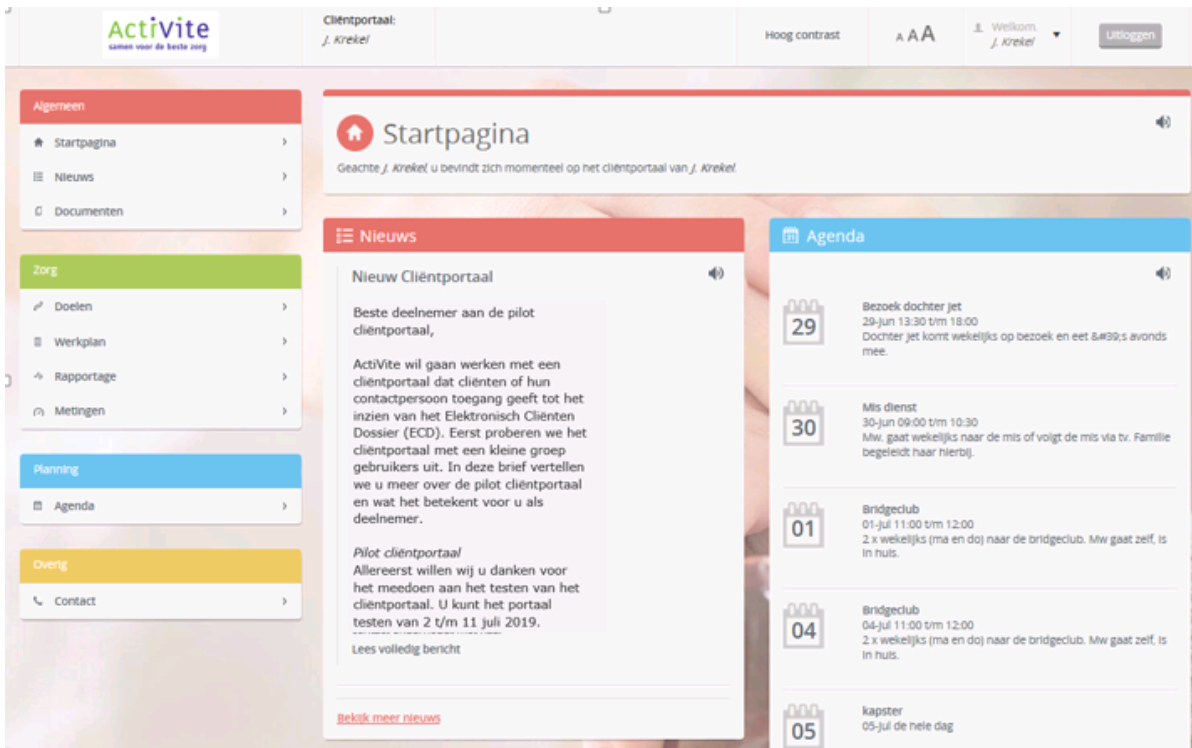 ActiVite
samen voor de beste zorg
Cliëntportaal:
J. Krekel
Hoog contrast
A A A
Welkom,
J. Krekel
Uitloggen
Algemeen
Startpagina
Nieuws
Documenten
Zorg
Doelen
Werkplan
Rapportage
Metingen
Planning
Agenda
Overig
Contact
Startpagina
Geachte J. Krekel, u bevindt zich momenteel op het cliëntportaal van J. Krekel.
Nieuws
Nieuw Cliëntportaal
Beste deelnemer aan de pilot
cliëntportaal,
ActiVite wil gaan werken met een
cliëntportaal dat cliënten of hun
contactpersoon toegang geeft tot het
inzien van het Elektronisch Cliënten
Dossier (ECD). Eerst proberen we het
cliëntportaal met een kleine groep
gebruikers uit. In deze brief vertellen
we u meer over de pilot cliëntportaal
en wat het betekent voor u als
deelnemer.
Pilot cliëntportaal
Allereerst willen wij u danken voor
het meedoen aan het testen van het
cliëntportaal. U kunt het portaal
testen van 2 t/m 11 juli 2019.
Lees volledig bericht
Bekijk meer nieuws
31 Agenda
29
Bezoek dochter Jet
29-jun 13:30 t/m 18:00
Dochter Jet komt wekelijks op bezoek en eet &#39;s avonds
mee.
30
Mis dienst
30-jun 09:00 t/m 10:30
Mw. gaat wekelijks naar de mis of volgt de mis via tv. Familie
begeleidt haar hierbij.
01
Bridgeclub
01-jul 11:00 t/m 12:00
2 x wekelijks (ma en do) naar de bridgeclub. Mw gaat zelf, is
in huis.
04
Bridgeclub
04-jul 11:00 t/m 12:00
2 x wekelijks (ma en do) naar de bridgeclub. Mw gaat zelf, is
in huis.
05
kapster
05-jul de hele dag